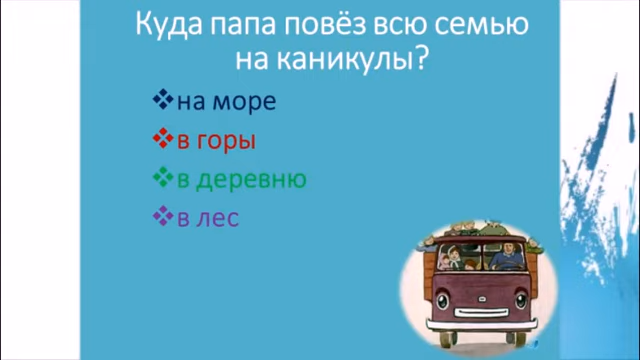 Куда папа повёз всю семью
на каникулы?
на море
в горы
в деревню
в лес